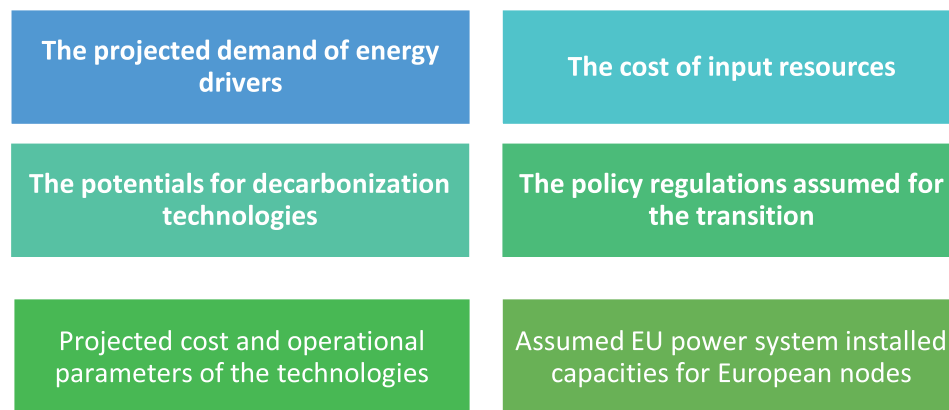 The projected demand of energy
drivers
The cost of input resources
The potentials for decarbonization
technologies
The policy regulations assumed for
the transition
Projected cost and operational
parameters of the technologies
Assumed EU power system installed
capacities for European nodes